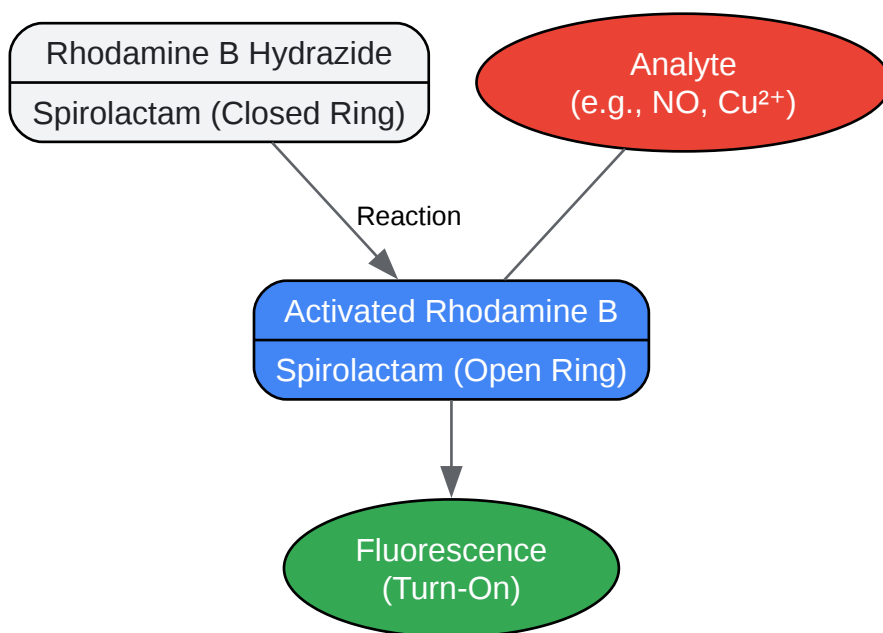 Rhodamine B Hydrazide
Spirolactam (Closed Ring)
Analyte
(e.g., NO, Cu²⁺)
Reaction
Activated Rhodamine B
Spirolactam (Open Ring)
Fluorescence
(Turn-On)